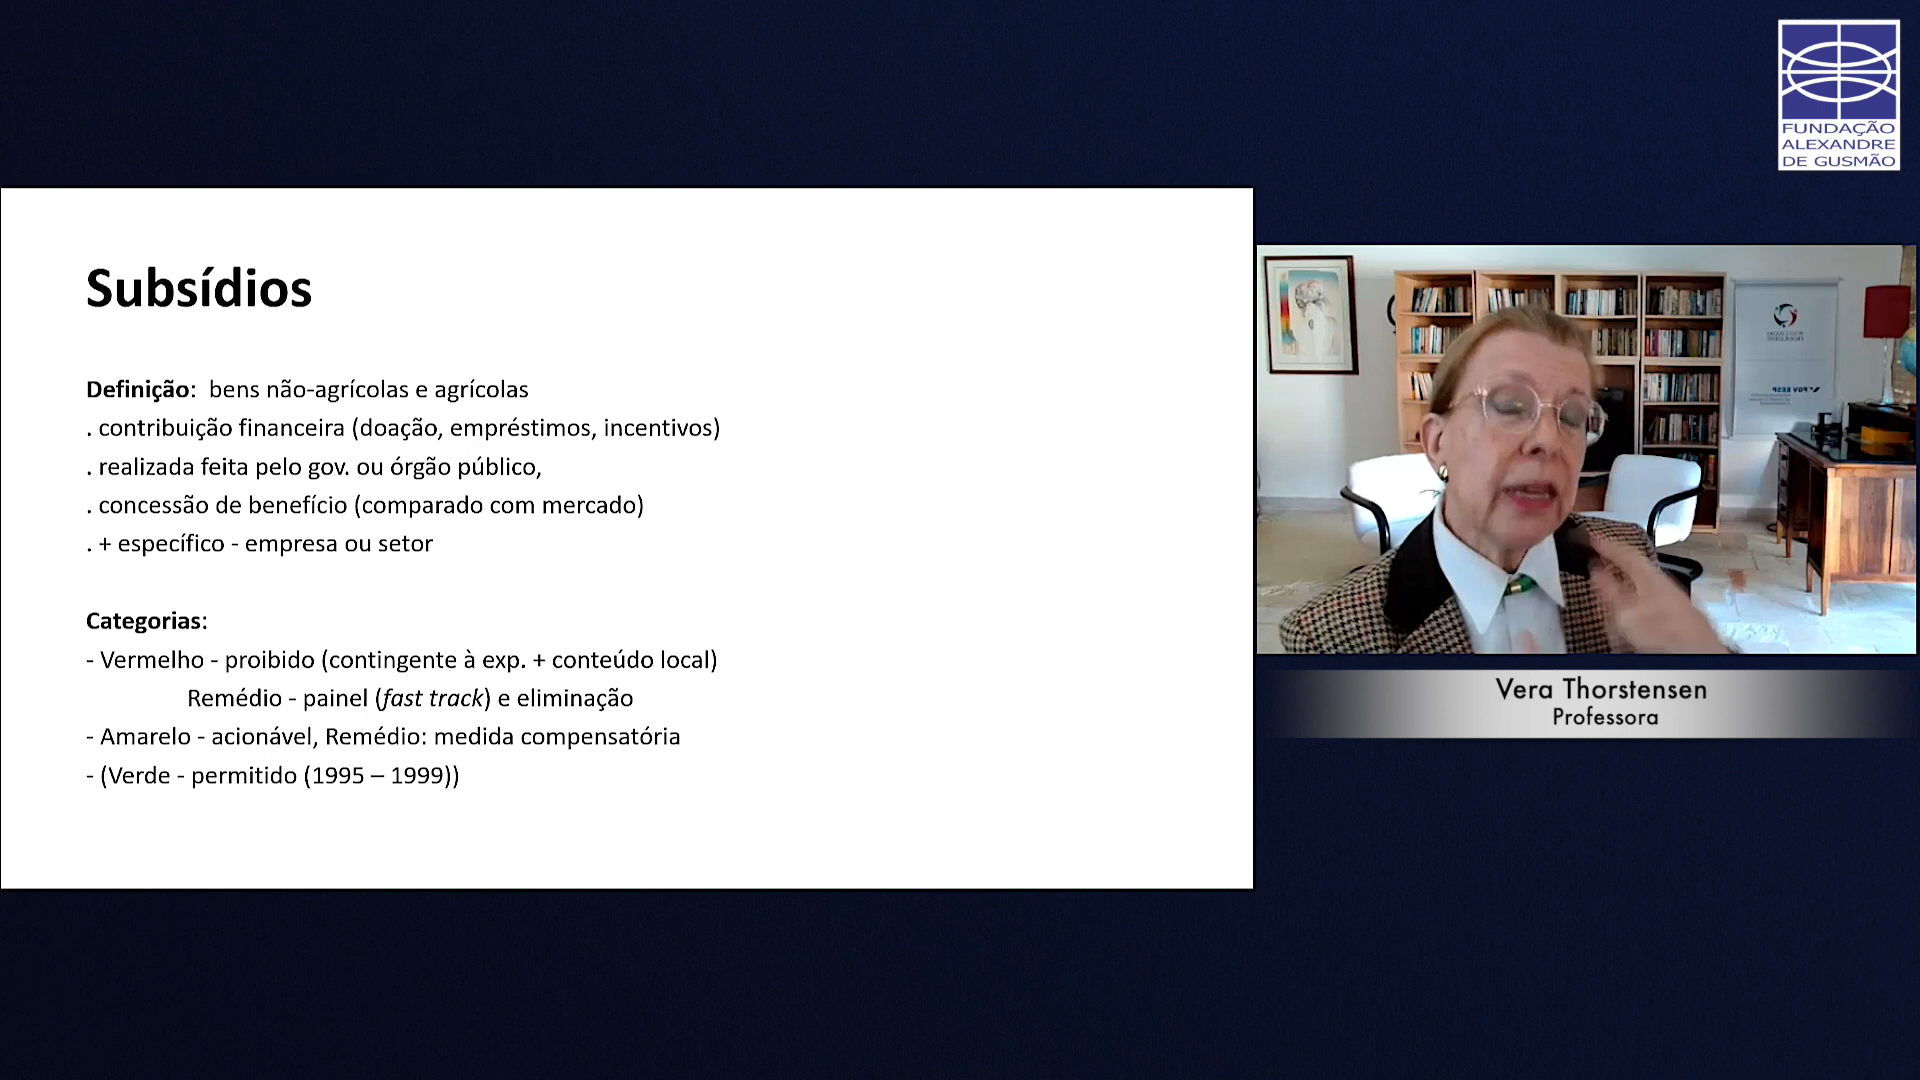 FUNDAÇÃO
ALEXANDRE
DE GUSMÃO
Subsídios
Definição: bens não-agrícolas e agrícolas
. contribuição financeira (doação, empréstimos, incentivos)
. realizada feita pelo gov. ou órgão público,
. concessão de benefício (comparado com mercado)
. + específico - empresa ou setor
Categorias:
- Vermelho - proibido (contingente à exp. + conteúdo local)
Remédio - painel (fast track) e eliminação
- Amarelo - acionável, Remédio: medida compensatória
- (Verde - permitido (1995 – 1999))
FGV EESP
Vera Thorstensen
Professora